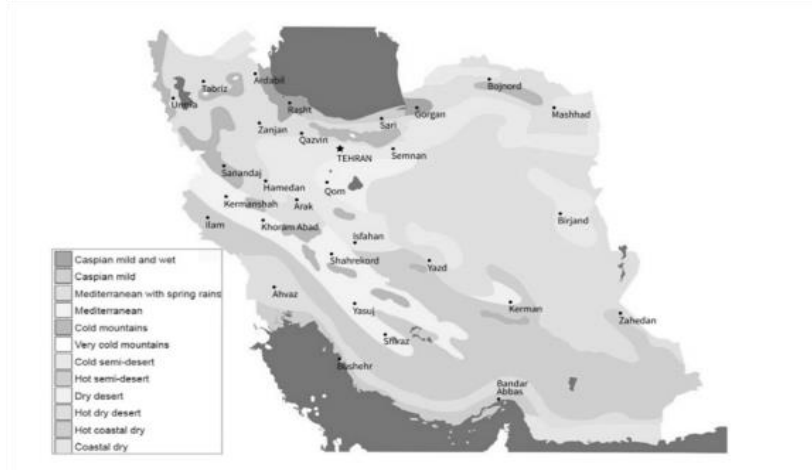 Ardabil
Tabriz
Bojnord
Urmia
Rasht
Gorgan
Mashhad
Sari
Zanjan
Qazvin
TEHRAN
Semnan
Sanandaj
Hamedan
Qom
Kermanshah
Arak
Birjand
Ilam
Khoram Abad
Isfahan
Shahrekord
Yazd
Ahvaz
Yasuj
Kerman
Zahedan
Shiraz
Bushehr
Bandar
Abbas
Caspian mild and wet
Caspian mild
Mediterranean with spring rains
Mediterranean
Cold mountains
Very cold mountains
Cold semi-desert
Hot semi-desert
Dry desert
Hot dry desert
Hot coastal dry
Coastal dry